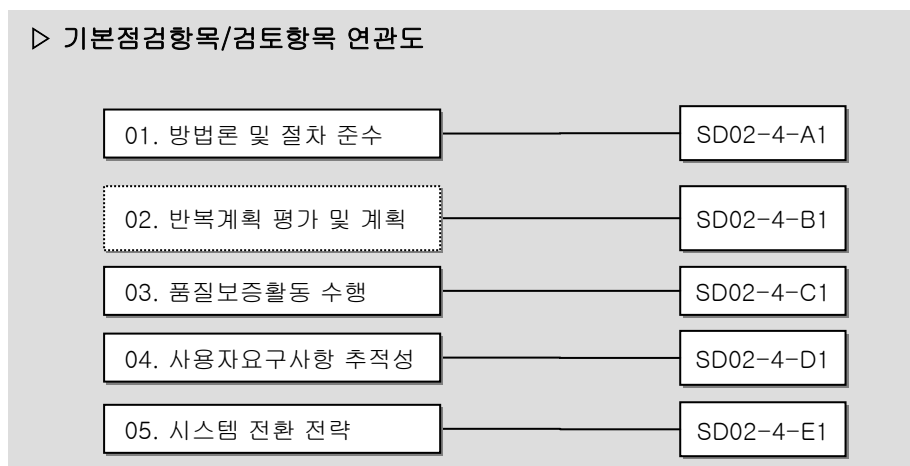 ▷ 기본점검항목/검토항목 연관도
01. 방법론 및 절차 준수 SD02-4-A1
02. 반복계획 평가 및 계획 SD02-4-B1
03. 품질보증활동 수행 SD02-4-C1
04. 사용자요구사항 추적성 SD02-4-D1
05. 시스템 전환 전략 SD02-4-E1